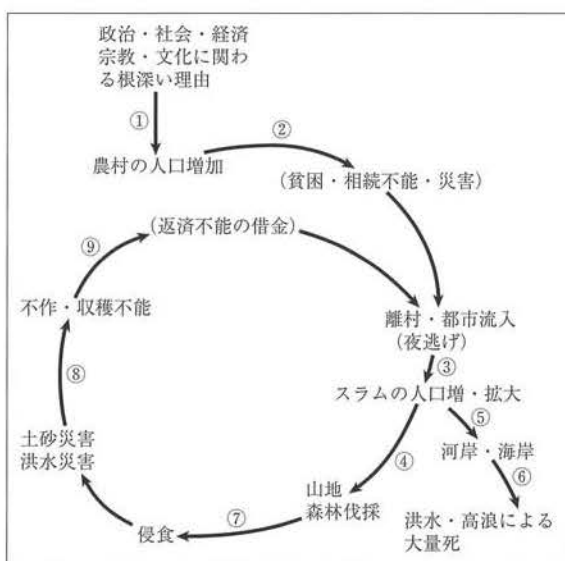 政治・社会・経済
宗教・文化に関わ
る根深い理由
①
②
農村の人口増加
(貧困・相続不能・災害)
(返済不能の借金)
⑨
不作・収穫不能
離村・都市流入
(夜逃げ)
③
スラムの人口増・拡大
⑧
⑤
土砂災害
洪水災害
④
河岸・海岸
⑥
山地
森林伐採
⑦
侵食
洪水・高浪による
大量死